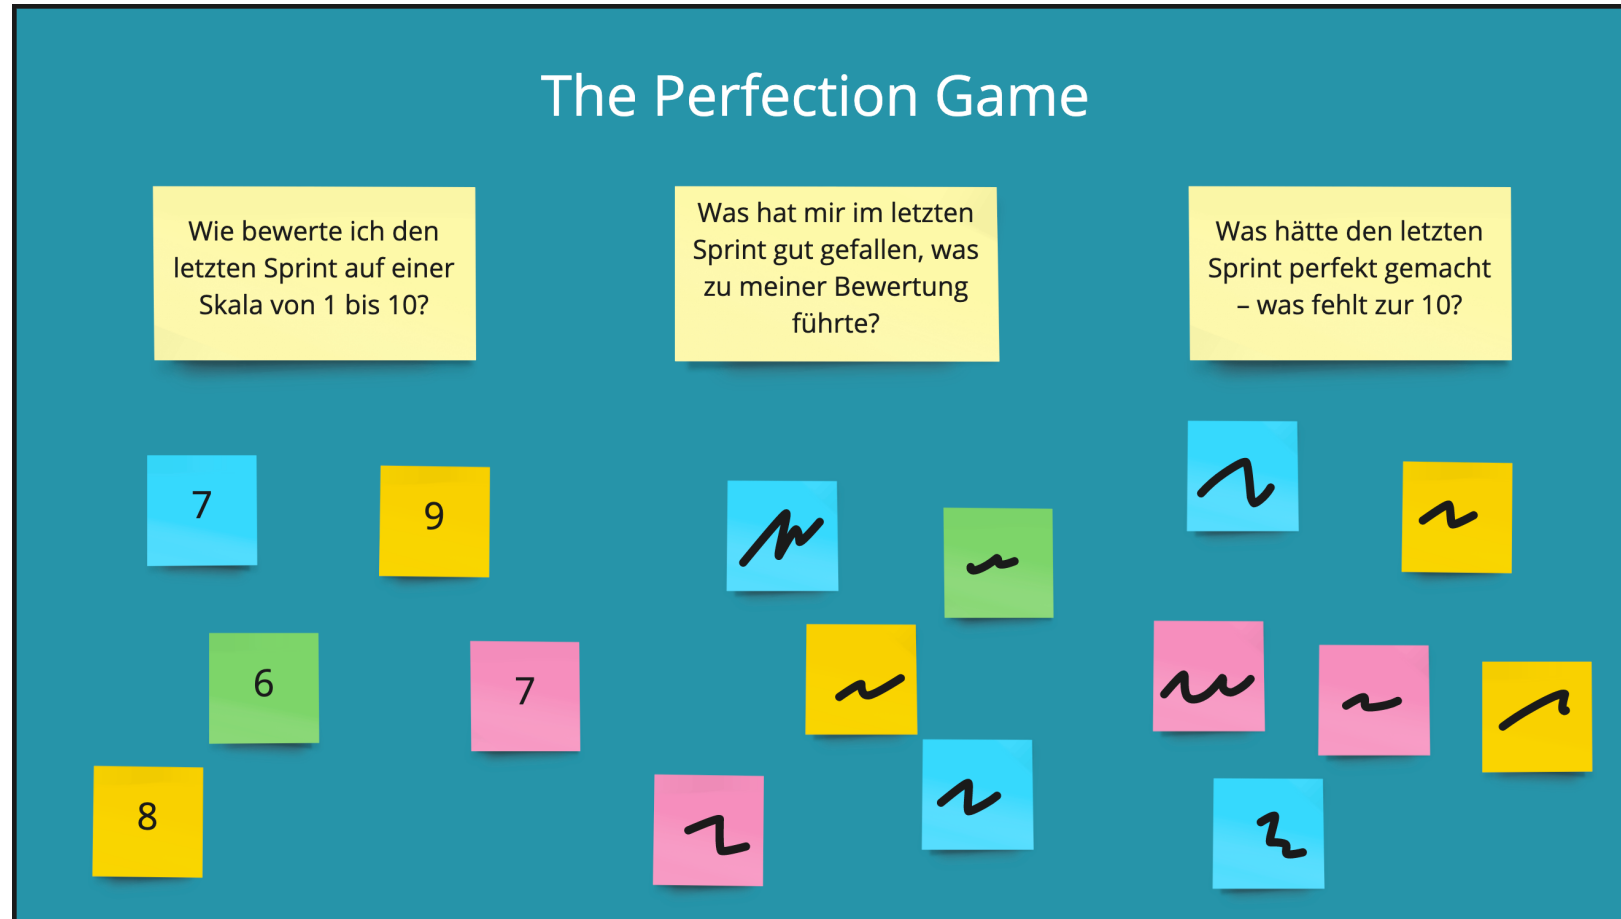 The Perfection Game
Wie bewerte ich den
letzten Sprint auf einer
Skala von 1 bis 10?
Was hat mir im letzten
Sprint gut gefallen, was
zu meiner Bewertung
führte?
Was hätte den letzten
Sprint perfekt gemacht
– was fehlt zur 10?
7
9
6
7
8